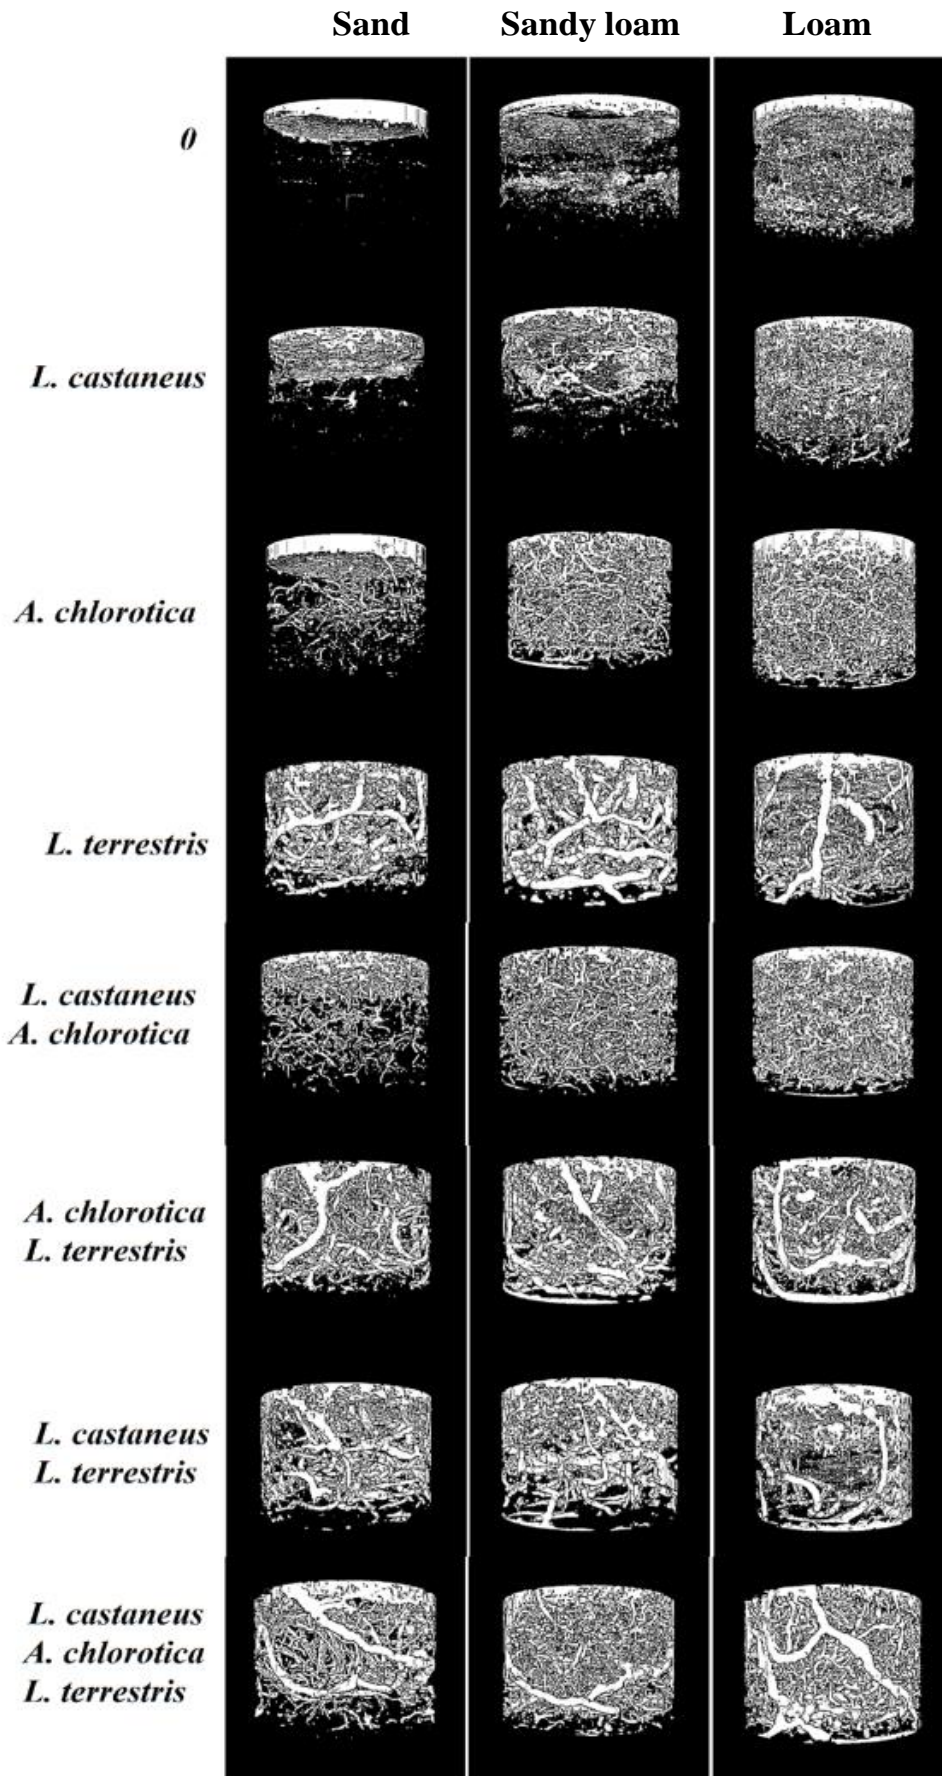 Sand Sandy loam Loam
0
L. castaneus
A. chlorotica
L. terrestris
L. castaneus
A. chlorotica
A. chlorotica
L. terrestris
L. castaneus
L. terrestris
L. castaneus
A. chlorotica
L. terrestris